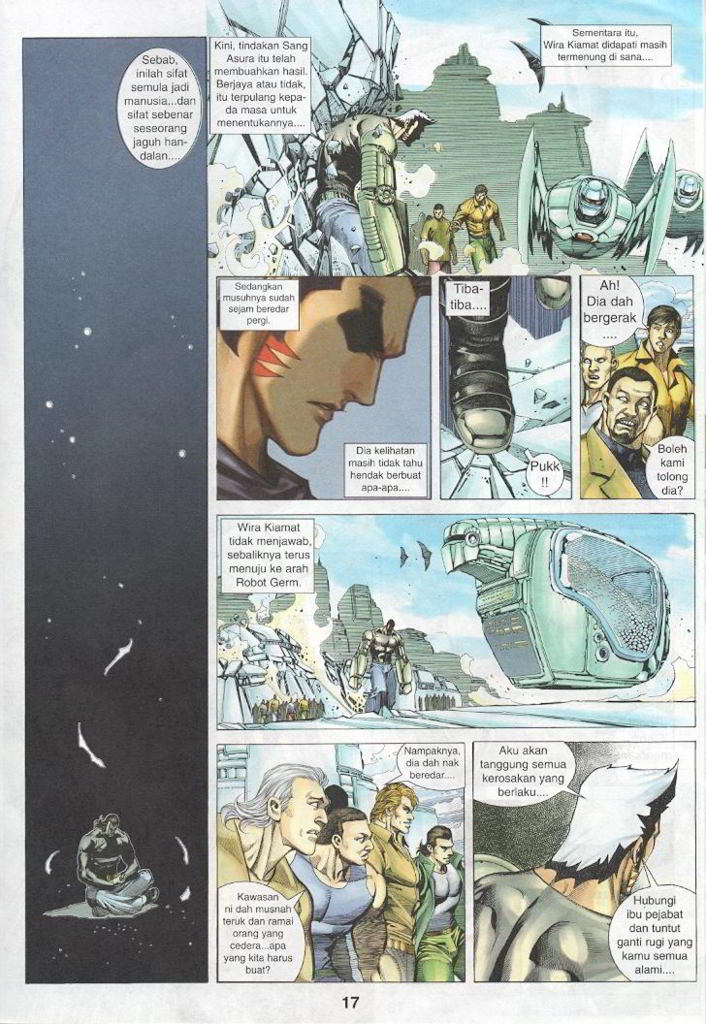 Sebab,
inilah sifat
semula jadi
manusia...dan
sifat sebenar
seseorang
jaguh han-
dalan....
Kini, tindakan Sang
Asura itu telah
membuahkan hasil.
Berjaya atau tidak,
itu terpulang kepa-
da masa untuk
menentukannya....
Sementara itu,
Wira Kiamat didapati masih
termenung di sana....
Sedangkan
musuhnya sudah
sejam beredar
pergi.
Dia kelihatan
masih tidak tahu
hendak berbuat
apa-apa....
Tiba-
tiba....
Pukk
!!
Ah!
Dia dah
bergerak
....
Boleh
kami
tolong
dia?
Wira Kiamat
tidak menjawab,
sebaliknya terus
menuju ke arah
Robot Germ.
Nampaknya,
dia dah nak
beredar....
Kawasan
ni dah musnah
teruk dan ramai
orang yang
cedera...apa
yang kita harus
buat?
Aku akan
tanggung semua
kerosakan yang
berlaku....
Hubungi
ibu pejabat
dan tuntut
ganti rugi yang
kamu semua
alami....
17